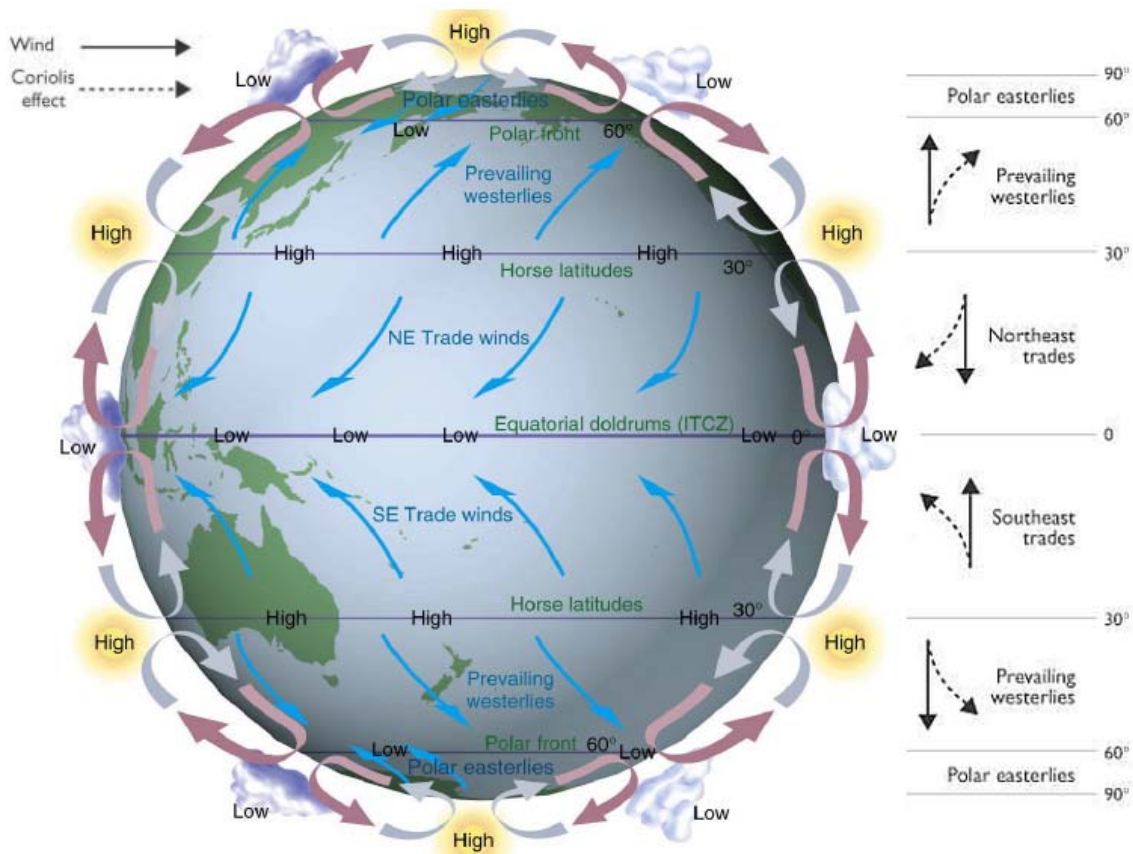 High
Wind
Coriolis
effect
Low
Low
90°
Polar easterlies
Polar easterlies
60°
Low
Polar front
60°
Prevailing
westerlies
Prevailing
westerlies
High
High
High
High
High
30°
30°
Horse latitudes
NE Trade winds
Northeast
trades
Equatorial doldrums (ITCZ)
Low
Low
Low
Low
Low
0°
Low
0
SE Trade winds
Southeast
trades
Horse latitudes
30°
High
High
High
30°
High
High
Prevailing
westerlies
Prevailing
westerlies
Polar front
Low
60°
Low
60°
Polar easterlies
Polar easterlies
90°
Low
Low
High